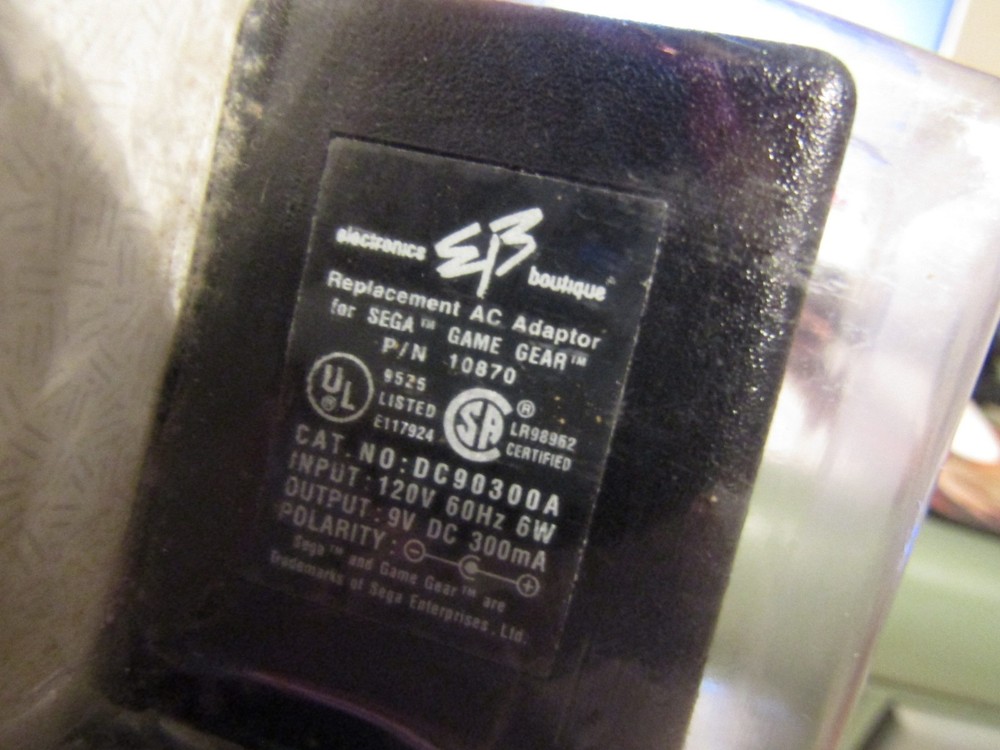 electronics EB boutique
Replacement AC Adaptor
for SEGA™ GAME GEAR™
P/N 10870
UL® 9525 LISTED E117924 SA® LR98962 CERTIFIED
CAT. NO: DC90300A
INPUT: 120V 60Hz 6W
OUTPUT: 9V DC 300mA
POLARITY: - +
Sega™ and Game Gear™ are
trademarks of Sega Enterprises, Ltd.